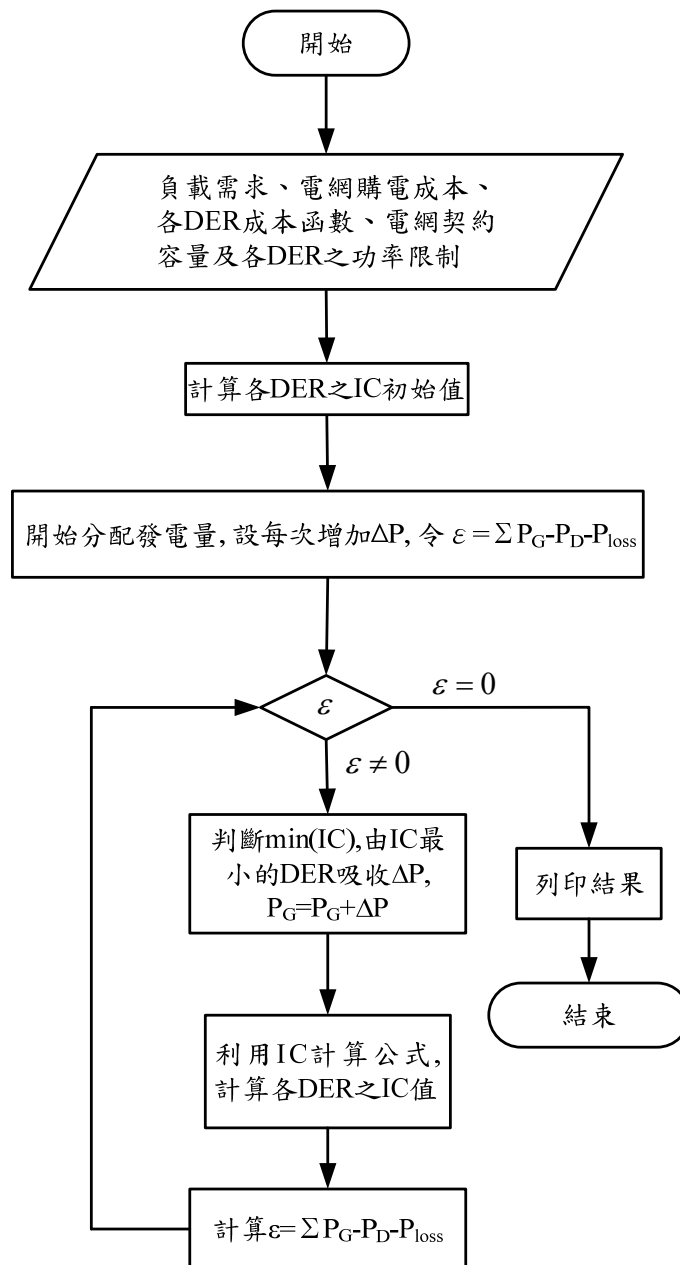 開始
負載需求、電網購電成本、
各DER成本函數、電網契約
容量及各DER之功率限制
計算各DER之IC初始值
開始分配發電量, 設每次增加ΔP, 令 ε = ΣP_G-P_D-P_loss
ε
ε = 0
ε ≠ 0
判斷min(IC),由IC最
小的DER吸收ΔP,
P_G=P_G+ΔP
列印結果
結束
利用IC計算公式,
計算各DER之IC值
計算ε=ΣP_G-P_D-P_loss